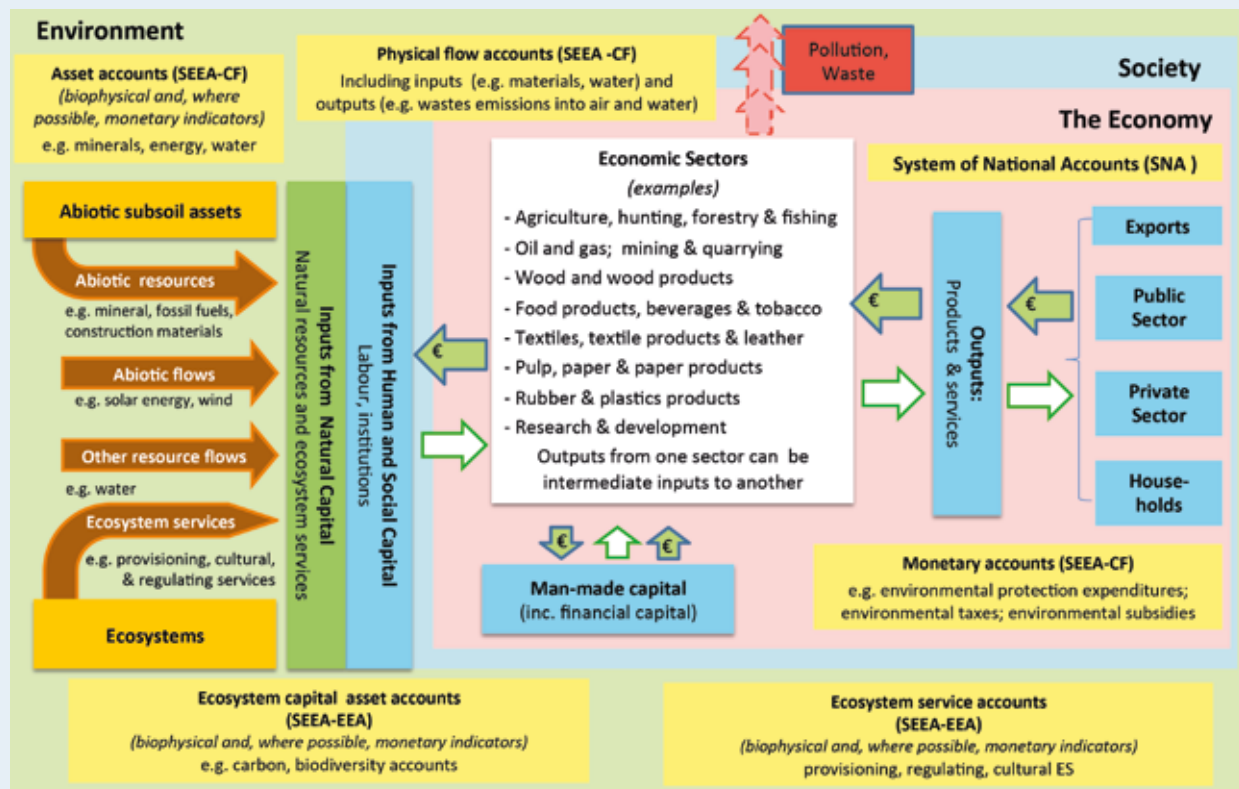 Environment
Asset accounts (SEEA-CF)
(biophysical and, where
possible, monetary indicators)
e.g. minerals, energy, water
Physical flow accounts (SEEA -CF)
Including inputs (e.g. materials, water) and
outputs (e.g. wastes emissions into air and water)
Pollution,
Waste
Society
The Economy
System of National Accounts (SNA )
Abiotic subsoil assets
Abiotic resources
e.g. mineral, fossil fuels,
construction materials
Abiotic flows
e.g. solar energy, wind
Other resource flows
e.g. water
Ecosystem services
e.g. provisioning, cultural,
& regulating services
Ecosystems
Inputs from Natural Capital
Natural resources and ecosystem services
Inputs from Human and Social Capital
Labour, institutions
€
Economic Sectors
(examples)
- Agriculture, hunting, forestry & fishing
- Oil and gas; mining & quarrying
- Wood and wood products
- Food products, beverages & tobacco
- Textiles, textile products & leather
- Pulp, paper & paper products
- Rubber & plastics products
- Research & development
Outputs from one sector can be
intermediate inputs to another
€
€
Man-made capital
(inc. financial capital)
€
Outputs:
Products & services
€
Exports
Public
Sector
Private
Sector
House-
holds
Monetary accounts (SEEA-CF)
e.g. environmental protection expenditures;
environmental taxes; environmental subsidies
Ecosystem capital asset accounts
(SEEA-EEA)
(biophysical and, where possible, monetary indicators)
e.g. carbon, biodiversity accounts
Ecosystem service accounts
(SEEA-EEA)
(biophysical and, where possible, monetary indicators)
provisioning, regulating, cultural ES